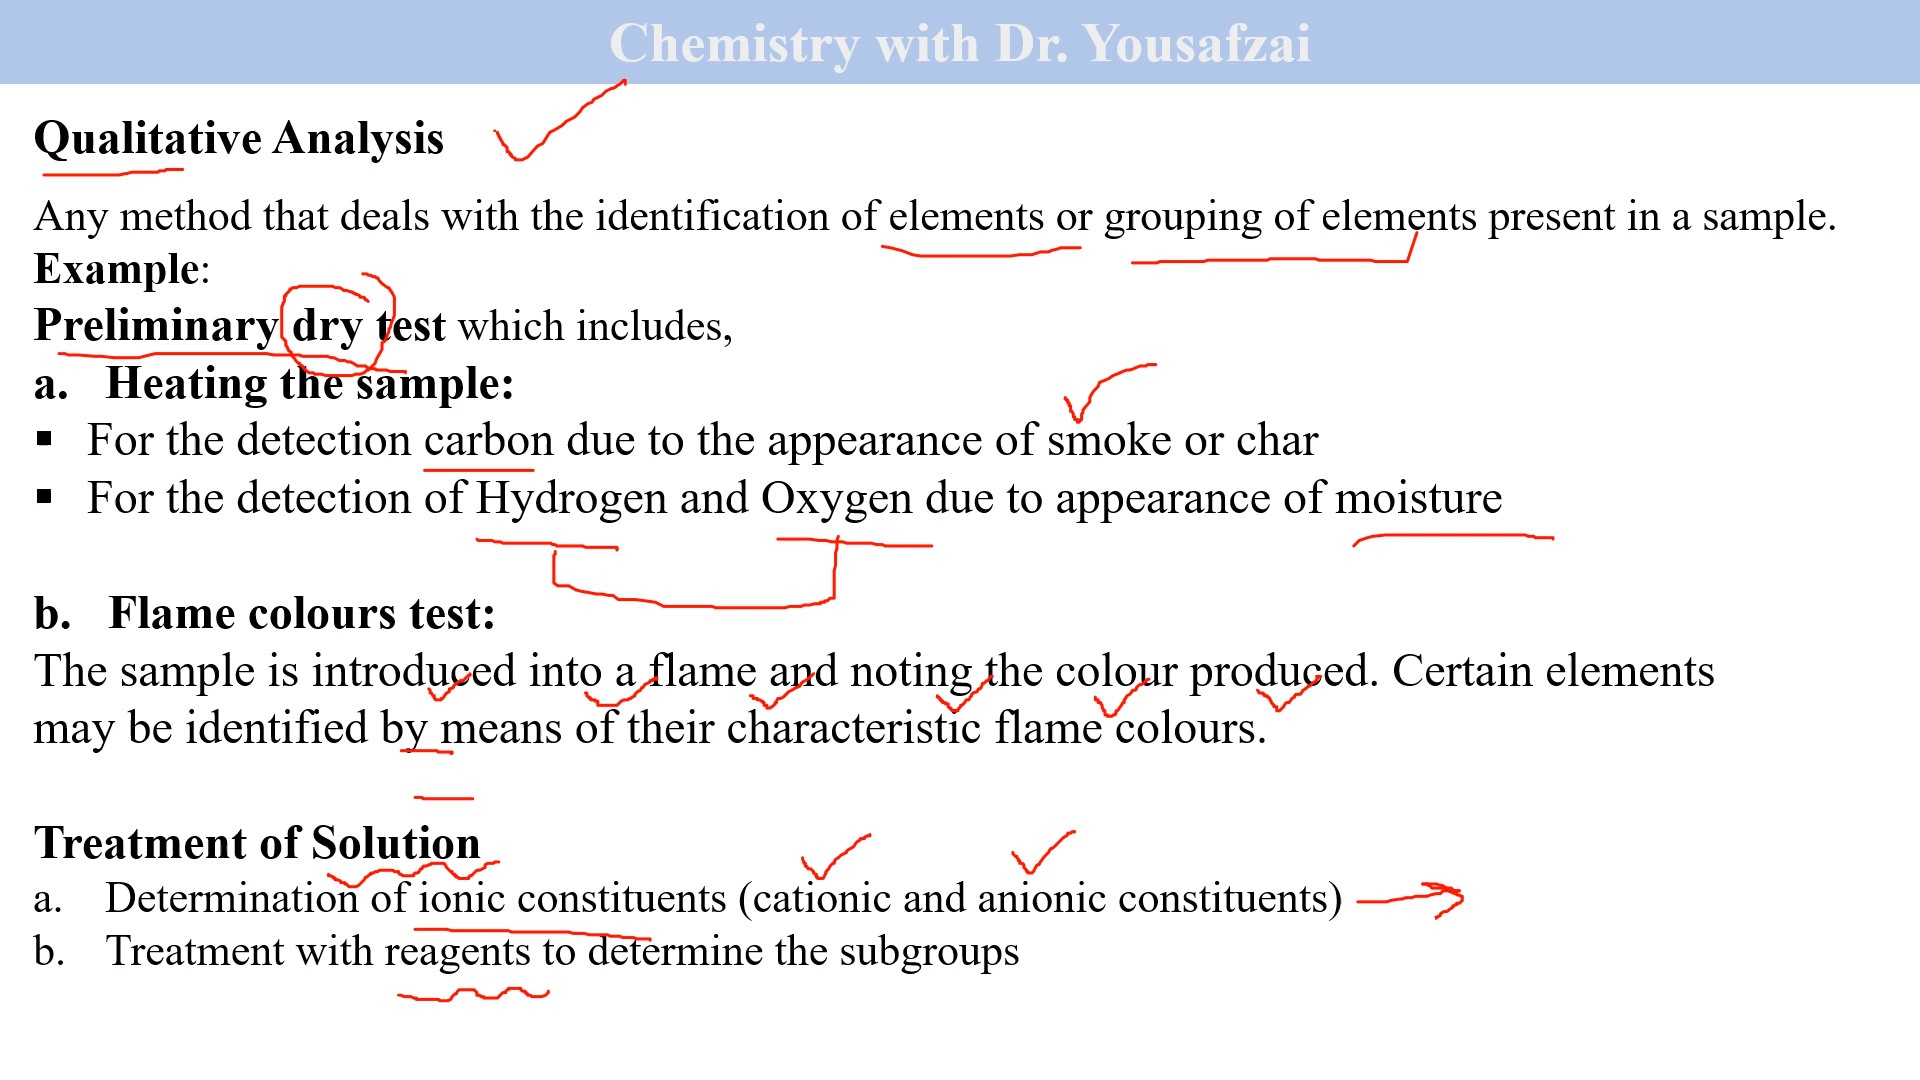 Chemistry with Dr. Yousafzai
Qualitative Analysis
Any method that deals with the identification of elements or grouping of elements present in a sample.
Example:
Preliminary dry test which includes,
a. Heating the sample:
▪ For the detection carbon due to the appearance of smoke or char
▪ For the detection of Hydrogen and Oxygen due to appearance of moisture
b. Flame colours test:
The sample is introduced into a flame and noting the colour produced. Certain elements
may be identified by means of their characteristic flame colours.
Treatment of Solution
a. Determination of ionic constituents (cationic and anionic constituents)
b. Treatment with reagents to determine the subgroups